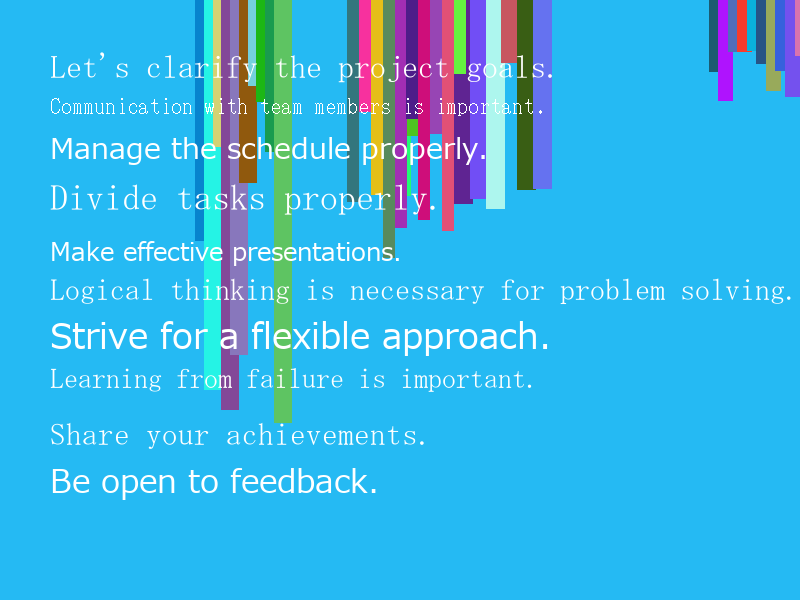 Let's clarify the project goals.
Communication with team members is important.
Manage the schedule properly.
Divide tasks properly.
Make effective presentations.
Logical thinking is necessary for problem solving.
Strive for a flexible approach.
Learning from failure is important.
Share your achievements.
Be open to feedback.